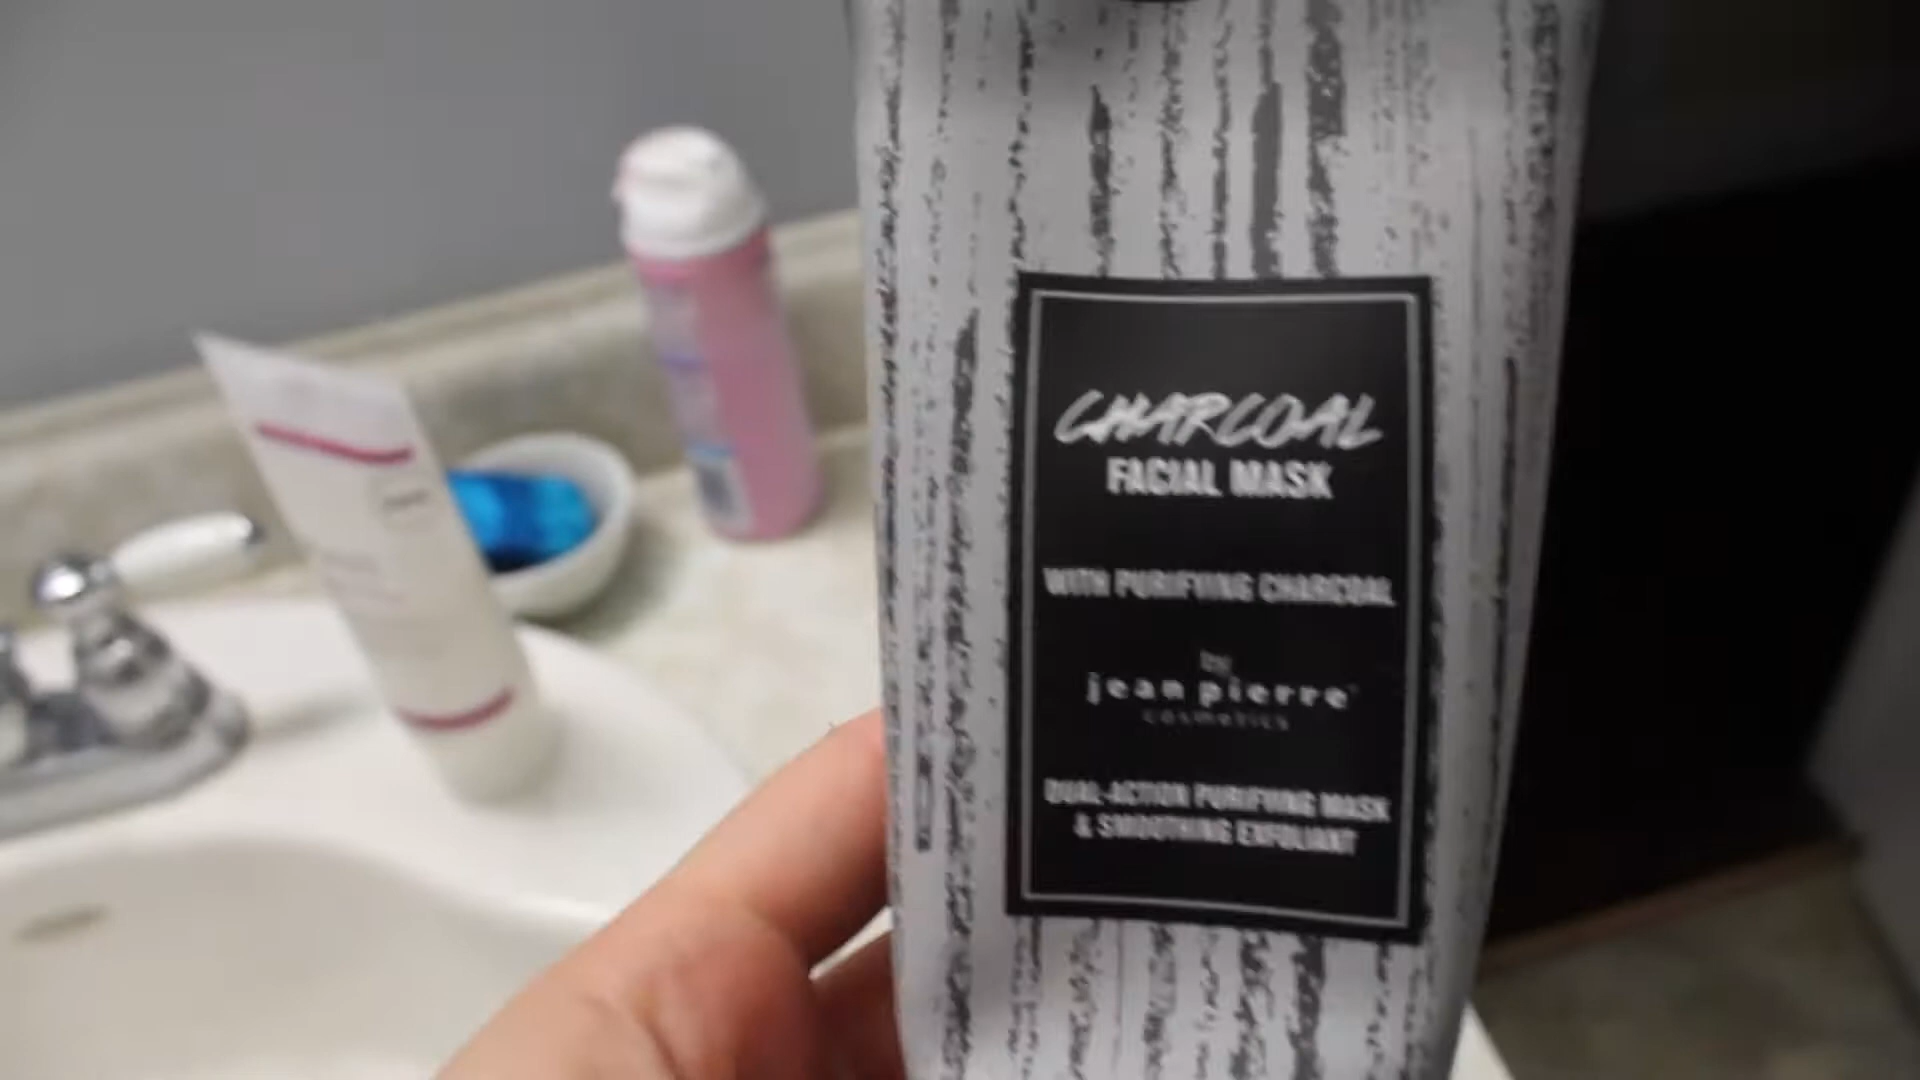 CHARCOAL
FACIAL MASK
WITH PURIFYING CHARCOAL
by
jean pierre
cosmetics
DUAL-ACTION PURIFYING MASK
& SMOOTHING EXFOLIANT